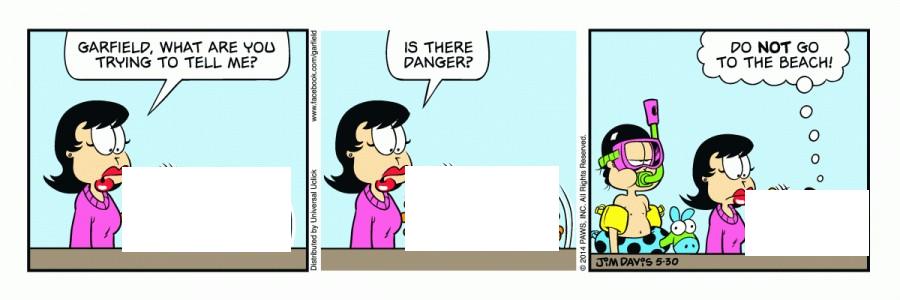 GARFIELD, WHAT ARE YOU
TRYING TO TELL ME?
www.facebook.com/garfield
Distributed by Universal Uclick
IS THERE
DANGER?
© 2014 PAWS, INC. All Rights Reserved.
DO NOT GO
TO THE BEACH!
JIM DAVIS 5-30